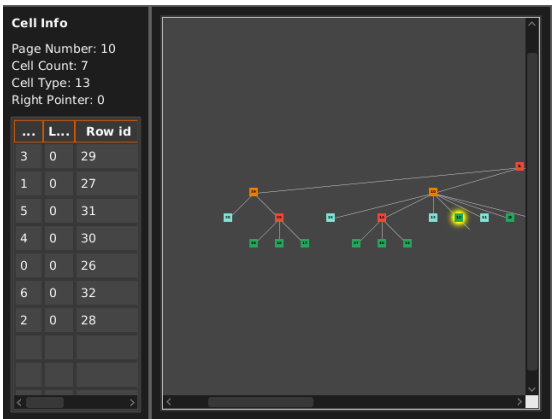 Cell Info
Page Number: 10
Cell Count: 7
Cell Type: 13
Right Pointer: 0
... L... Row id
3 0 29
1 0 27
5 0 31
4 0 30
0 0 26
6 0 32
2 0 28